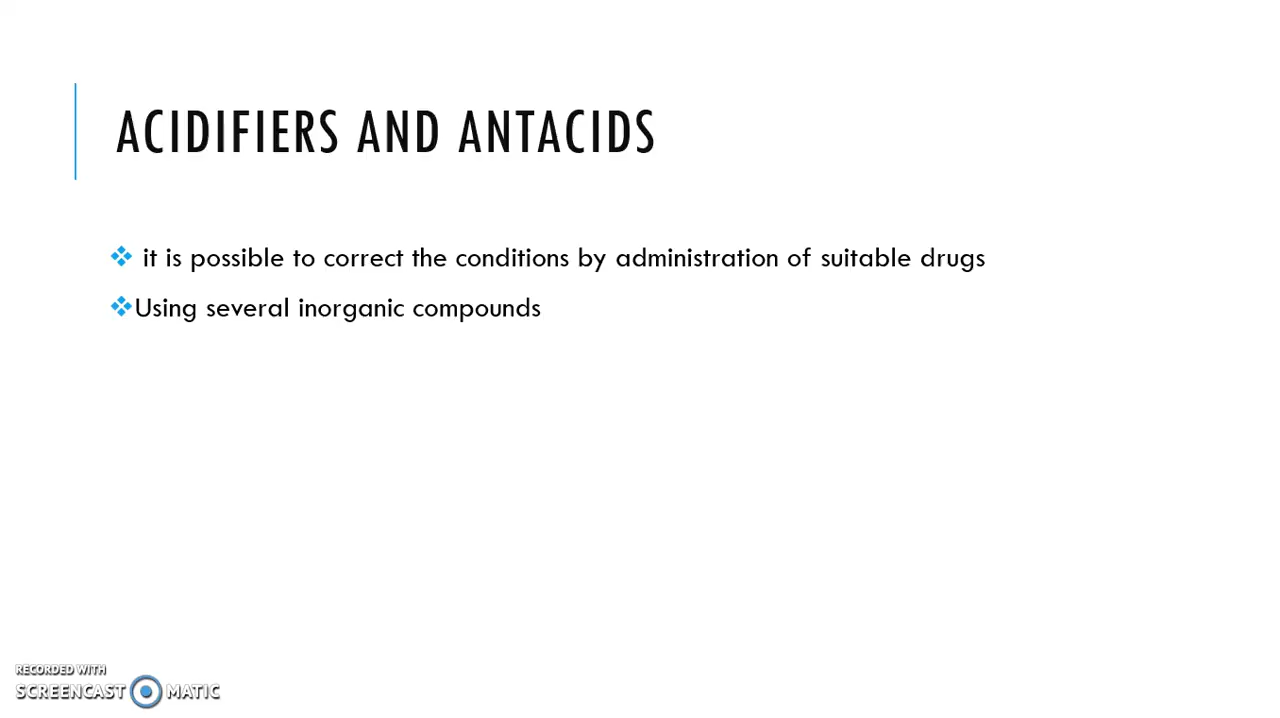 ACIDIFIERS AND ANTACIDS
it is possible to correct the conditions by administration of suitable drugs
Using several inorganic compounds
RECORDED WITH
SCREENCAST MATIC